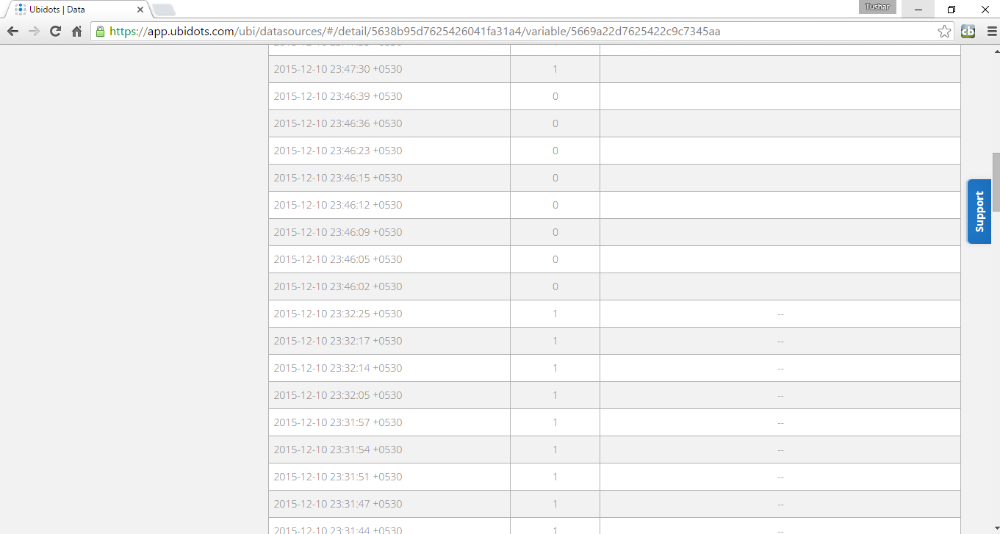 Ubidots | Data
Tushar
https://app.ubidots.com/ubi/datasources/#/detail/5638b95d7625426041fa31a4/variable/5669a22d7625422c9c7345aa
cb
2015-12-10 23:47:30 +0530 1
2015-12-10 23:46:39 +0530 0
2015-12-10 23:46:36 +0530 0
2015-12-10 23:46:23 +0530 0
2015-12-10 23:46:15 +0530 0
2015-12-10 23:46:12 +0530 0
2015-12-10 23:46:09 +0530 0
2015-12-10 23:46:05 +0530 0
2015-12-10 23:46:02 +0530 0
2015-12-10 23:32:25 +0530 1 --
2015-12-10 23:32:17 +0530 1 --
2015-12-10 23:32:14 +0530 1 --
2015-12-10 23:32:05 +0530 1 --
2015-12-10 23:31:57 +0530 1 --
2015-12-10 23:31:54 +0530 1 --
2015-12-10 23:31:51 +0530 1 --
2015-12-10 23:31:47 +0530 1 --
2015-12-10 23:31:44 +0530 1 --
Support